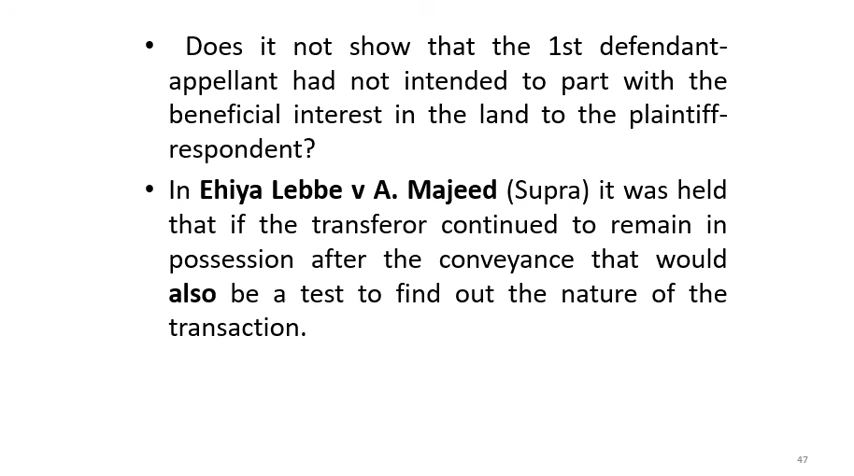 • Does it not show that the 1st defendant-
appellant had not intended to part with the
beneficial interest in the land to the plaintiff-
respondent?
• In Ehiya Lebbe v A. Majeed (Supra) it was held
that if the transferor continued to remain in
possession after the conveyance that would
also be a test to find out the nature of the
transaction.
47